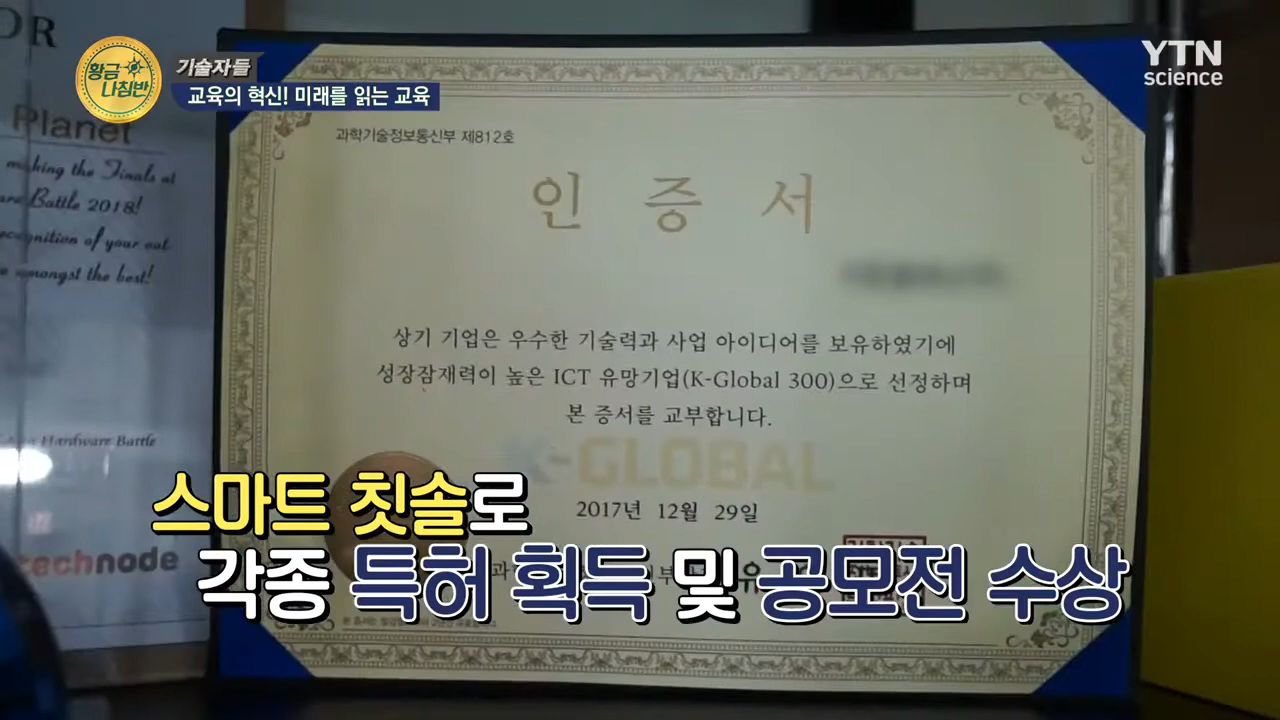 OR
Planet
making the Finals at
Battle 2018!
of your out
amongst the best!
Hardware Battle
technode
황금
나침반
기술자들
교육의 혁신! 미래를 읽는 교육
YTN
science
과학기술정보통신부 제812호
인 증 서
상기 기업은 우수한 기술력과 사업 아이디어를 보유하였기에
성장잠재력이 높은 ICT 유망기업(K-Global 300)으로 선정하며
본 증서를 교부합니다.
K-GLOBAL
2017년 12월 29일
스마트 칫솔로
각종 특허 획득 및 공모전 수상